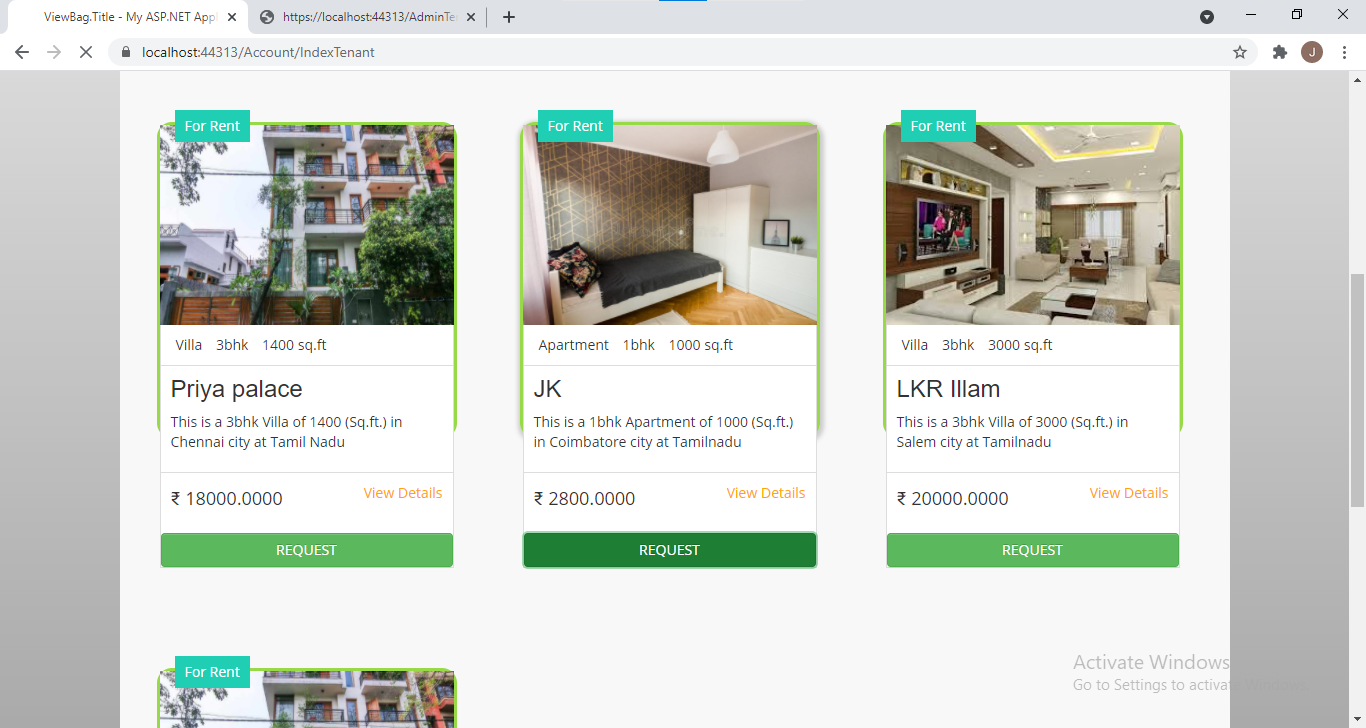 ViewBag.Title - My ASP.NET Appl
https://localhost:44313/AdminTe
localhost:44313/Account/IndexTenant
J
For Rent
For Rent
For Rent
Villa 3bhk 1400 sq.ft
Apartment 1bhk 1000 sq.ft
Villa 3bhk 3000 sq.ft
Priya palace
JK
LKR Illam
This is a 3bhk Villa of 1400 (Sq.ft.) in
Chennai city at Tamil Nadu
This is a 1bhk Apartment of 1000 (Sq.ft.)
in Coimbatore city at Tamilnadu
This is a 3bhk Villa of 3000 (Sq.ft.) in
Salem city at Tamilnadu
₹ 18000.0000 View Details
₹ 2800.0000 View Details
₹ 20000.0000 View Details
REQUEST
REQUEST
REQUEST
For Rent
Activate Windows
Go to Settings to activate Windows.